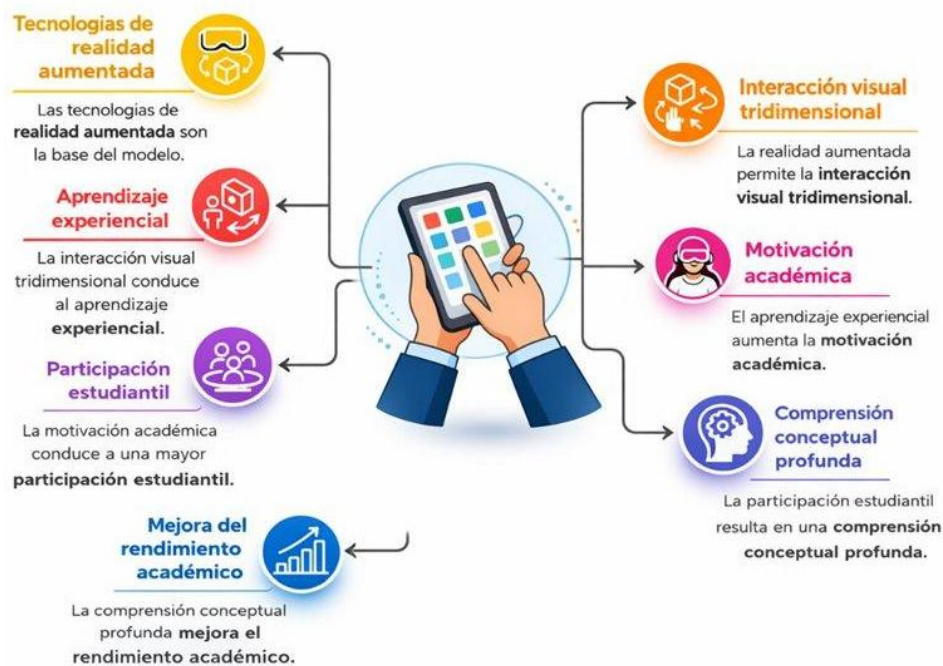 Tecnologias de
realidad
aumentada
Las tecnologías de
realidad aumentada son
la base del modelo.
Interacción visual
tridimensional
La realidad aumentada
permite la interacción
visual tridimensional.
Aprendizaje
experiencial
La interacción visual
tridimensional conduce
al aprendizaje
experiencial.
Motivación
académica
El aprendizaje experiencial
aumenta la motivación
académica.
Participación
estudiantil
La motivación académica
conduce a una mayor
participación estudiantil.
Comprensión
conceptual
profunda
La participación estudiantil
resulta en una comprensión
conceptual profunda.
Mejora del
rendimiento
académico
La comprensión conceptual
profunda mejora el
rendimiento académico.